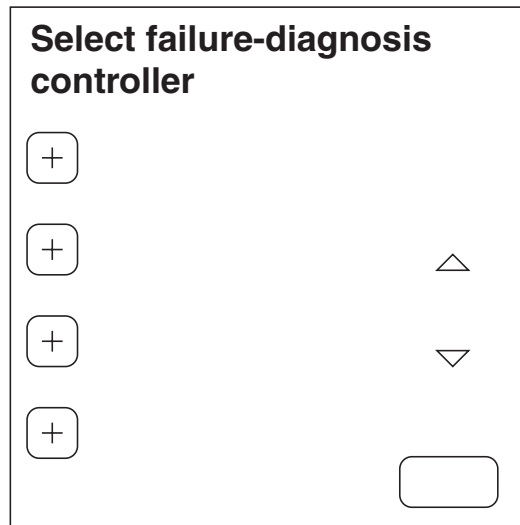 Select failure-diagnosis
controller
+
+
+
+